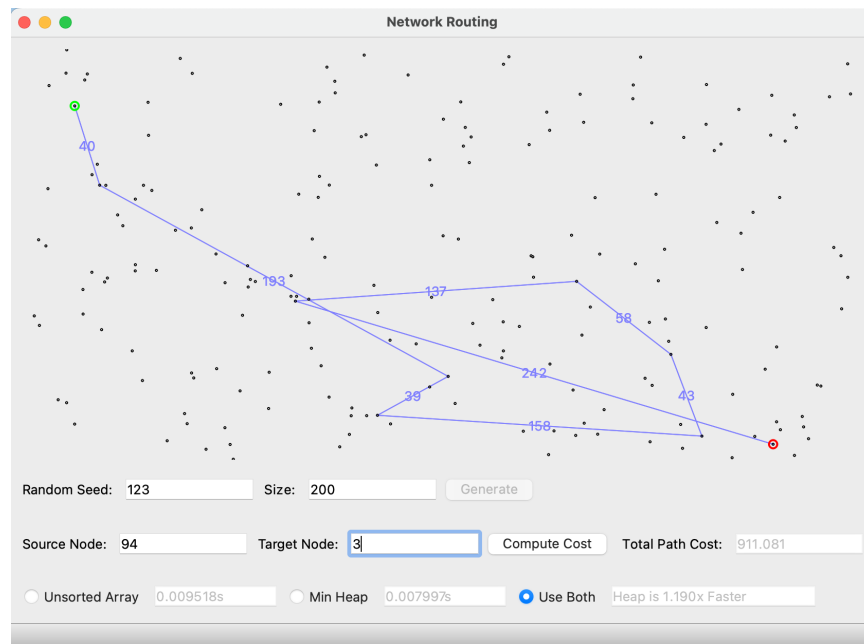 Network Routing
40
193
137
58
242
39
43
158
Random Seed: 123 Size: 200 Generate
Source Node: 94 Target Node: 3 Compute Cost Total Path Cost: 911.081
Unsorted Array 0.009518s Min Heap 0.007997s Use Both Heap is 1.190x Faster